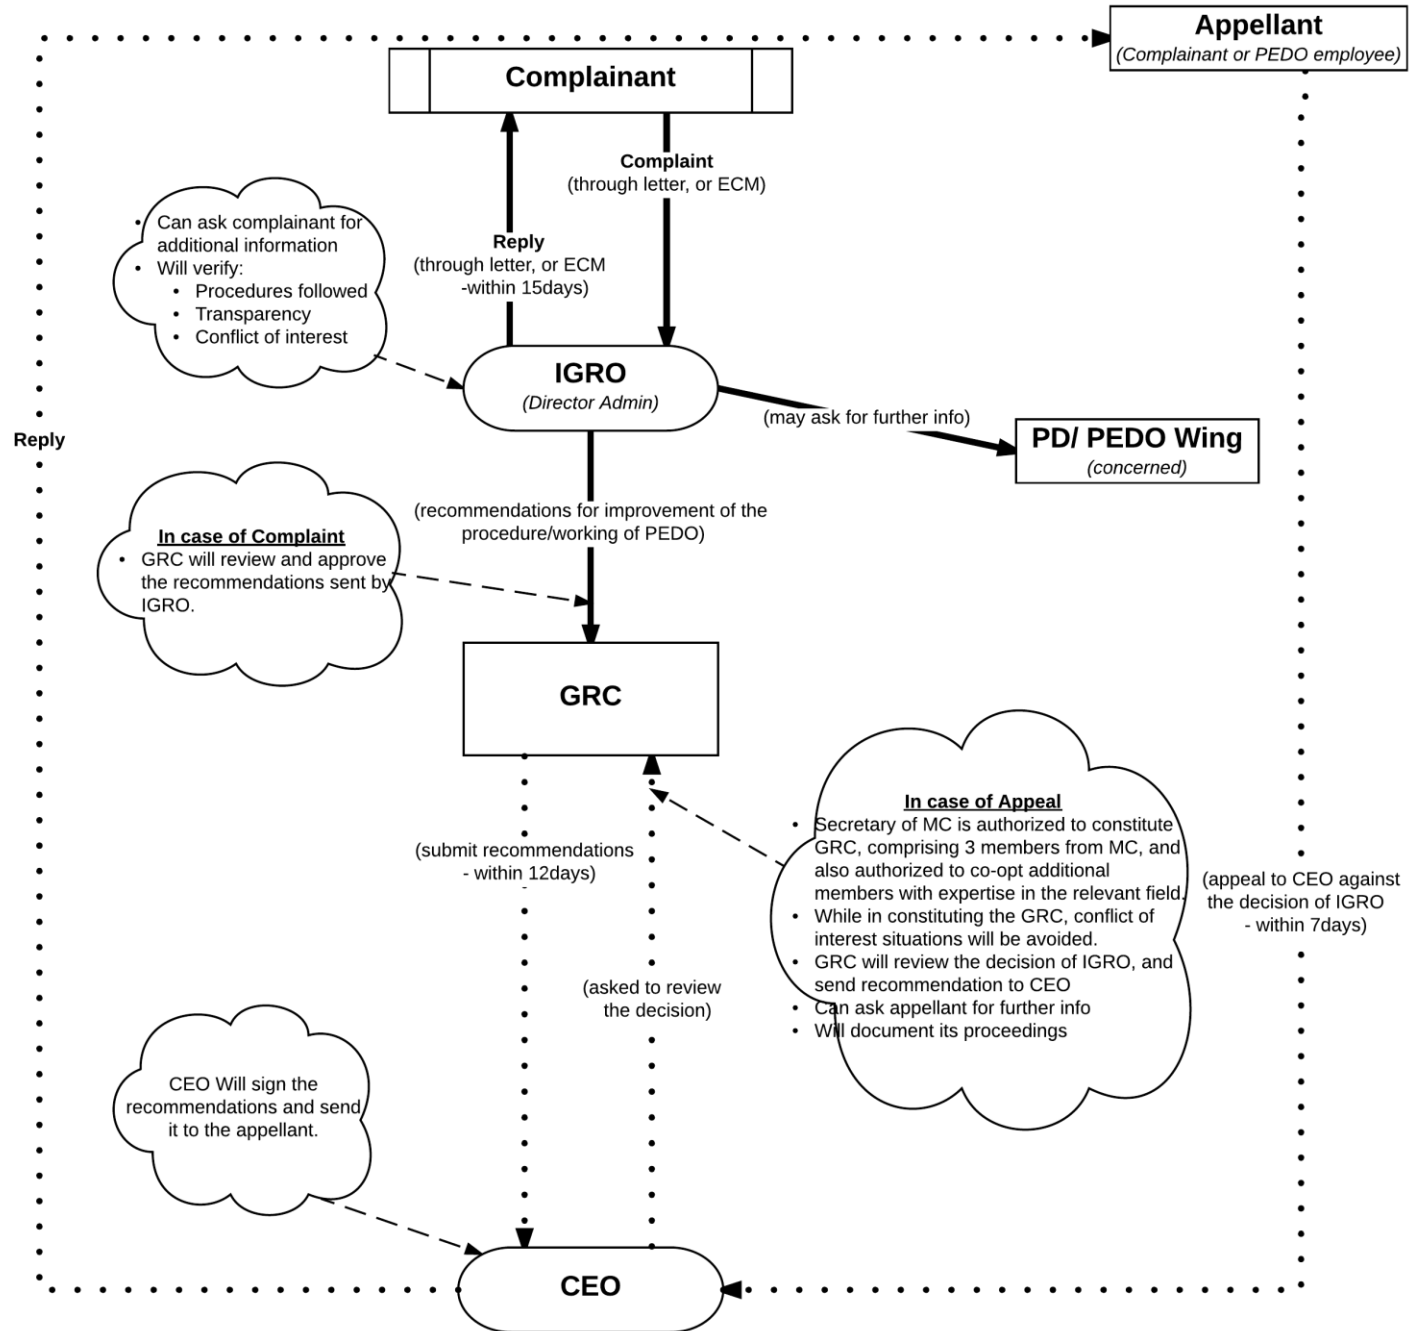 Appellant
(Complainant or PEDO employee)
Complainant
Complaint
(through letter, or ECM)
• Can ask complainant for
additional information
• Will verify:
• Procedures followed
• Transparency
• Conflict of interest
Reply
(through letter, or ECM
-within 15days)
IGRO
(Director Admin)
(may ask for further info)
PD/ PEDO Wing
(concerned)
Reply
(recommendations for improvement of the
procedure/working of PEDO)
In case of Complaint
• GRC will review and approve
the recommendations sent by
IGRO.
GRC
In case of Appeal
• Secretary of MC is authorized to constitute
GRC, comprising 3 members from MC, and
also authorized to co-opt additional
members with expertise in the relevant field.
• While in constituting the GRC, conflict of
interest situations will be avoided.
• GRC will review the decision of IGRO, and
send recommendation to CEO
• Can ask appellant for further info
• Will document its proceedings
(submit recommendations
- within 12days)
-
(appeal to CEO against
the decision of IGRO
- within 7days)
(asked to review
the decision)
CEO Will sign the
recommendations and send
it to the appellant.
CEO